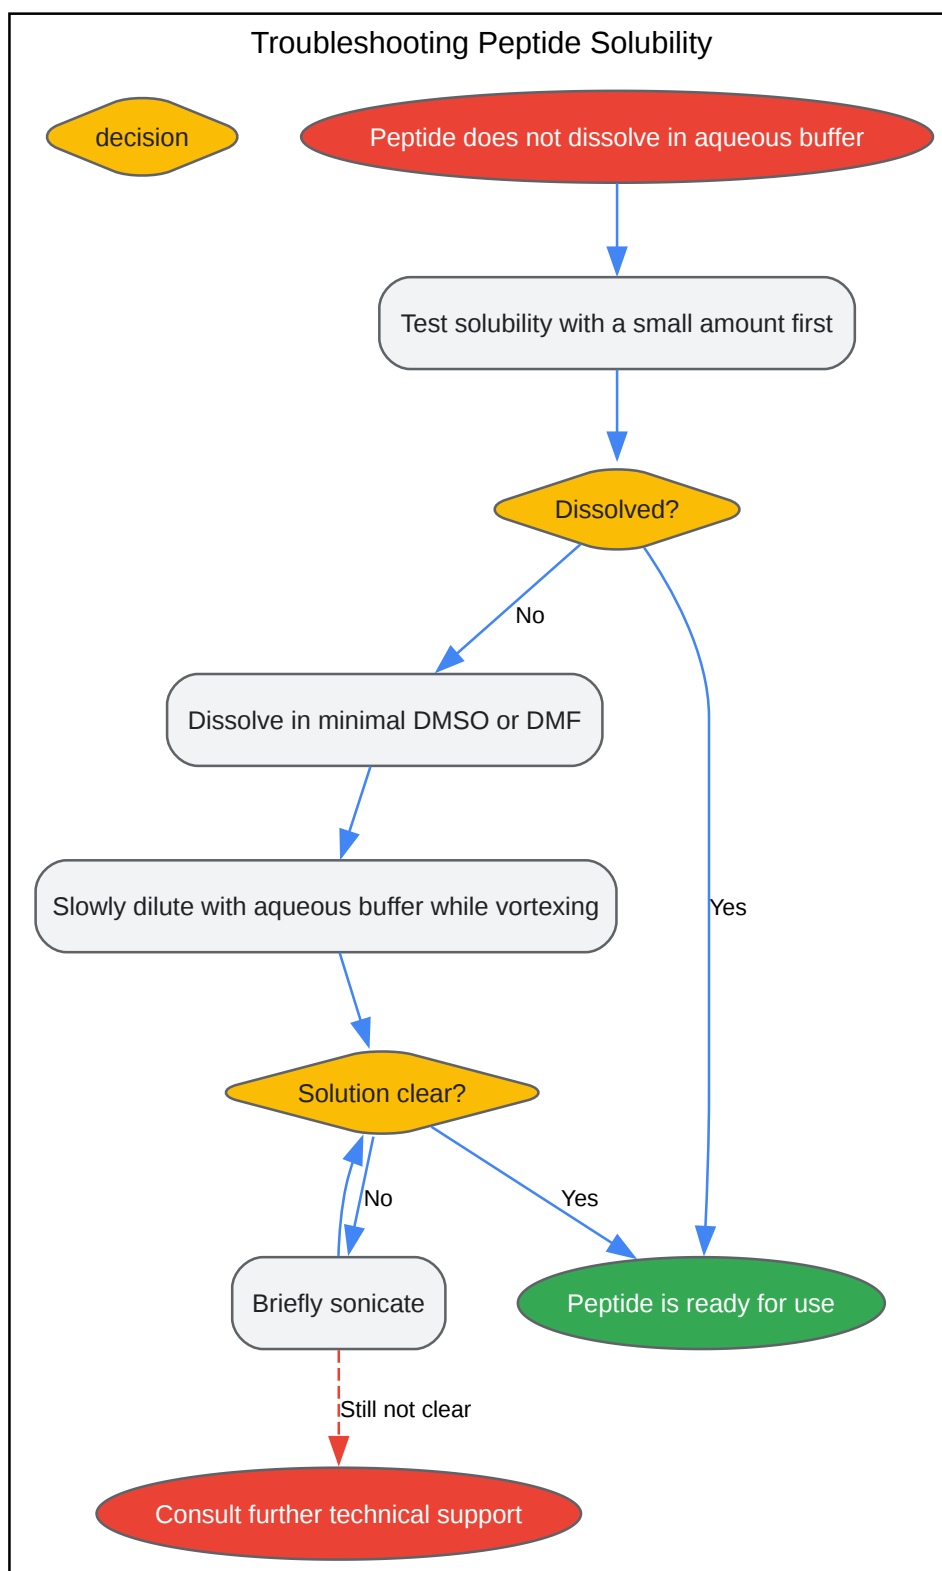 Troubleshooting Peptide Solubility
decision
Peptide does not dissolve in aqueous buffer
Test solubility with a small amount first
Dissolved?
No
Dissolve in minimal DMSO or DMF
Slowly dilute with aqueous buffer while vortexing
Yes
Solution clear?
No
Yes
Briefly sonicate
Peptide is ready for use
Still not clear
Consult further technical support